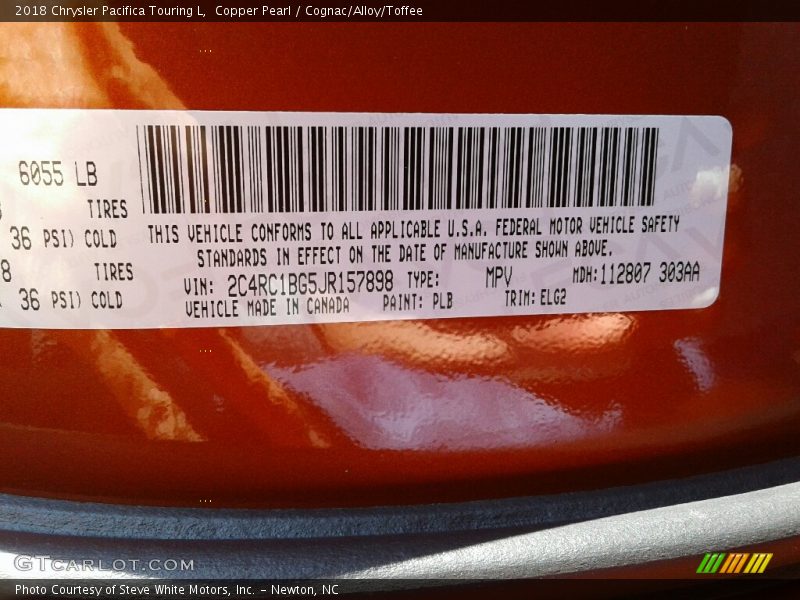 2018 Chrysler Pacifica Touring L,  Copper Pearl / Cognac/Alloy/Toffee
6055 LB
TIRES
36 PSI) COLD
8 TIRES
36 PSI) COLD
THIS VEHICLE CONFORMS TO ALL APPLICABLE U.S.A. FEDERAL MOTOR VEHICLE SAFETY
STANDARDS IN EFFECT ON THE DATE OF MANUFACTURE SHOWN ABOVE.
VIN: 2C4RC1BG5JR157898 TYPE: MPV MDH:112807 303AA
VEHICLE MADE IN CANADA PAINT: PLB TRIM: ELG2
GTCARLOT.COM
Photo Courtesy of Steve White Motors, Inc. – Newton, NC